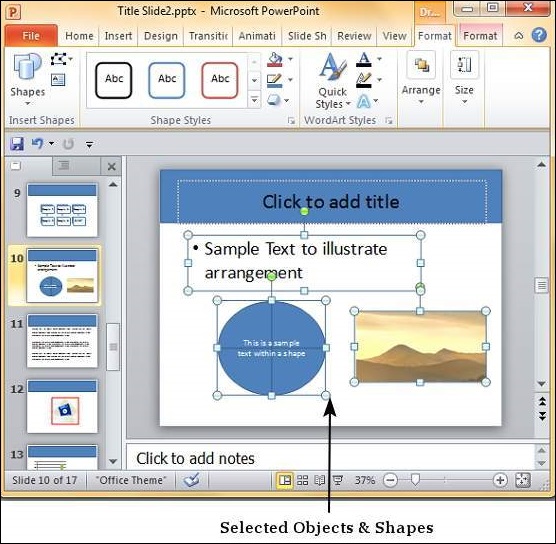 Title Slide2.pptx - Microsoft PowerPoint
Dr...
File Home Insert Design Transitic Animati Slide Sh Review View Format Format
Shapes
Abc Abc Abc
Quick
Styles
A
Arrange
Size
Insert Shapes Shape Styles WordArt Styles
9
10
11
12
13
Click to add title
• Sample Text to illustrate
arrangement
This is a sample
text within a shape
Click to add notes
Slide 10 of 17 "Office Theme" 37%
Selected Objects & Shapes